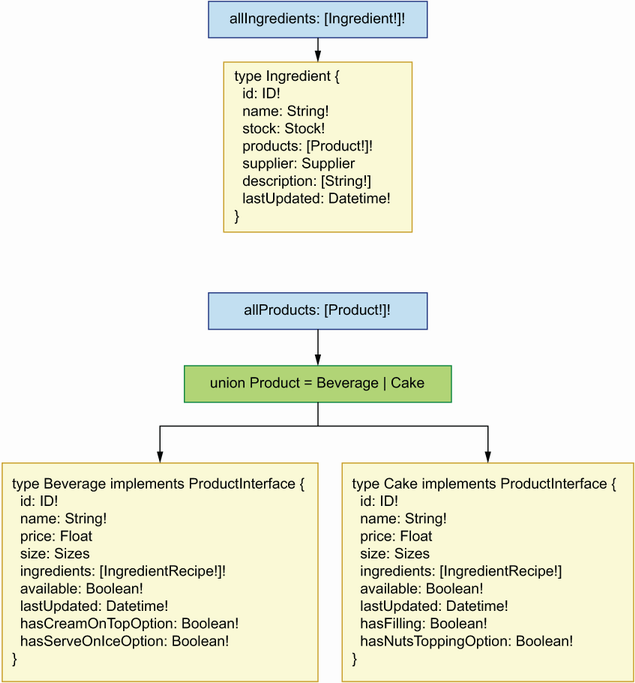 allIngredients: [Ingredient!]!
type Ingredient {
id: ID!
name: String!
stock: Stock!
products: [Product!]!
supplier: Supplier
description: [String!]
lastUpdated: Datetime!
}
allProducts: [Product!]!
union Product = Beverage | Cake
type Beverage implements ProductInterface {
id: ID!
name: String!
price: Float
size: Sizes
ingredients: [IngredientRecipe!]!
available: Boolean!
lastUpdated: Datetime!
hasCreamOnTopOption: Boolean!
hasServeOnIceOption: Boolean!
}
type Cake implements ProductInterface {
id: ID!
name: String!
price: Float
size: Sizes
ingredients: [IngredientRecipe!]
available: Boolean!
lastUpdated: Datetime!
hasFilling: Boolean!
hasNutsToppingOption: Boolean!
}